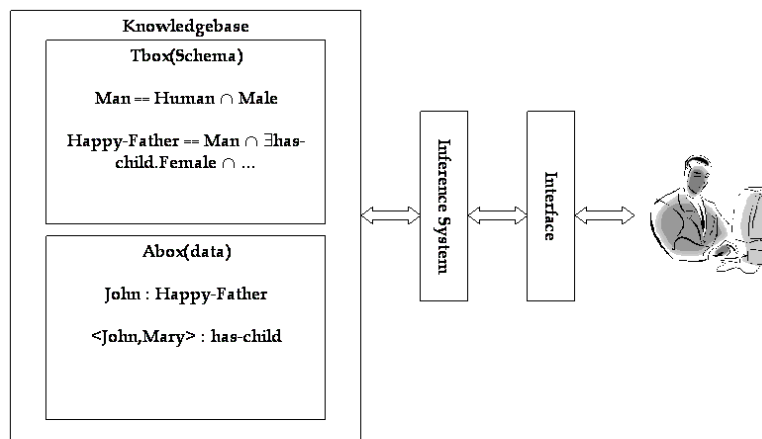 Knowledgebase
Tbox(Schema)
Man == Human ∩ Male
Happy-Father == Man ∩ ∃has-
child.Female ∩ ...
Abox(data)
John : Happy-Father
<John,Mary> : has-child
Inference System
Interface